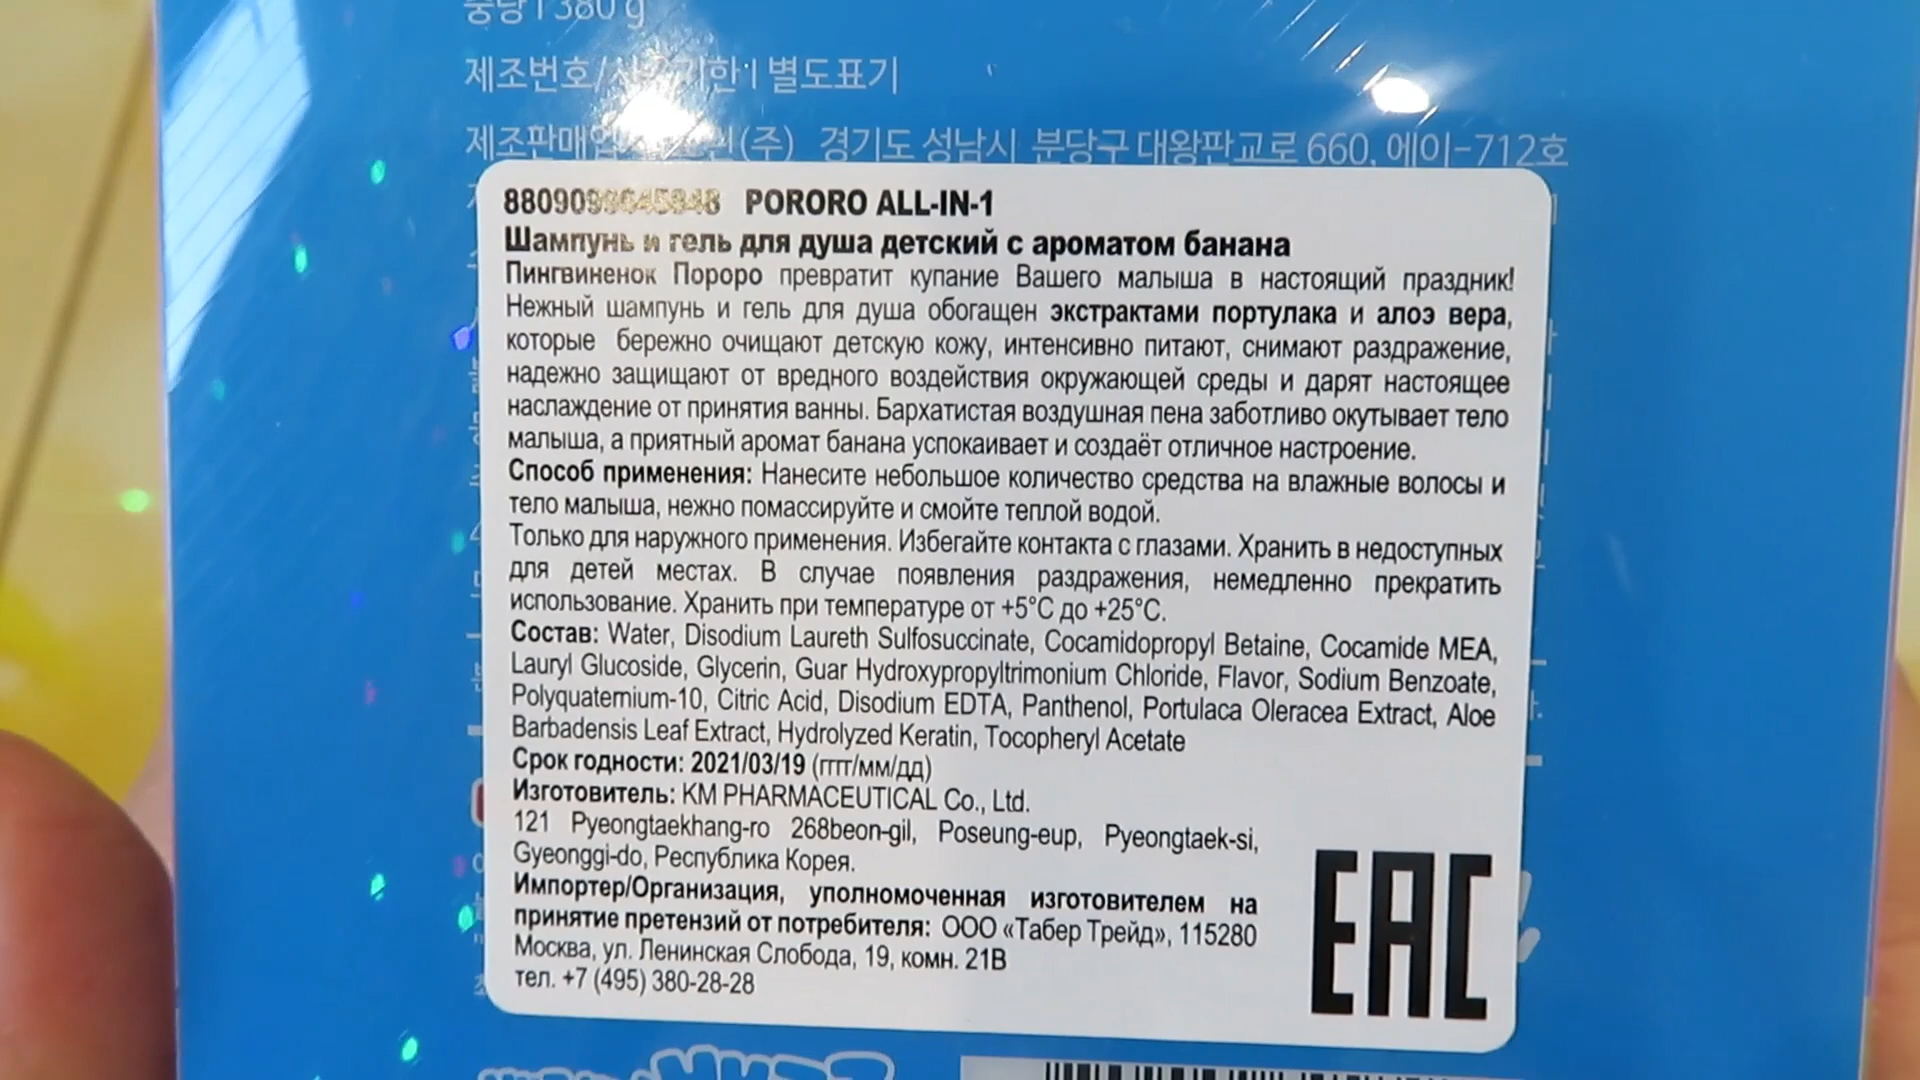 중량 | 380 g
제조번호/ 기한 | 별도표기
제조판매업 (주) 경기도 성남시 분당구 대왕판교로 660, 에이-712호
8809099645848 PORORO ALL-IN-1
Шампунь и гель для душа детский с ароматом банана
Пингвиненок Пороро превратит купание Вашего малыша в настоящий праздник!
Нежный шампунь и гель для душа обогащен экстрактами портулака и алоэ вера,
которые бережно очищают детскую кожу, интенсивно питают, снимают раздражение,
надежно защищают от вредного воздействия окружающей среды и дарят настоящее
наслаждение от принятия ванны. Бархатистая воздушная пена заботливо окутывает тело
малыша, а приятный аромат банана успокаивает и создаёт отличное настроение.
Способ применения: Нанесите небольшое количество средства на влажные волосы и
тело малыша, нежно помассируйте и смойте теплой водой.
Только для наружного применения. Избегайте контакта с глазами. Хранить в недоступных
для детей местах. В случае появления раздражения, немедленно прекратить
использование. Хранить при температуре от +5°C до +25°C.
Состав: Water, Disodium Laureth Sulfosuccinate, Cocamidopropyl Betaine, Cocamide MEA,
Lauryl Glucoside, Glycerin, Guar Hydroxypropyltrimonium Chloride, Flavor, Sodium Benzoate,
Polyquaternium-10, Citric Acid, Disodium EDTA, Panthenol, Portulaca Oleracea Extract, Aloe
Barbadensis Leaf Extract, Hydrolyzed Keratin, Tocopheryl Acetate
Срок годности: 2021/03/19 (гггг/мм/дд)
Изготовитель: KM PHARMACEUTICAL Co., Ltd.
121 Pyeongtaekhang-ro 268beon-gil, Poseung-eup, Pyeongtaek-si,
Gyeonggi-do, Республика Корея.
Импортер/Организация, уполномоченная изготовителем на
принятие претензий от потребителя: ООО «Табер Трейд», 115280
Москва, ул. Ленинская Слобода, 19, комн. 21В
тел. +7 (495) 380-28-28
EAC